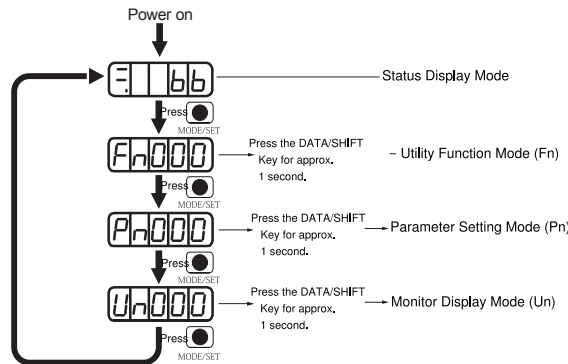 Power on
bb
Status Display Mode
Press
MODE/SET
Fn000
Press the DATA/SHIFT
Key for approx.
1 second.
– Utility Function Mode (Fn)
Press
MODE/SET
Pn000
Press the DATA/SHIFT
Key for approx.
1 second.
Parameter Setting Mode (Pn)
Press
MODE/SET
Un000
Press the DATA/SHIFT
Key for approx.
1 second.
Monitor Display Mode (Un)
Press
MODE/SET